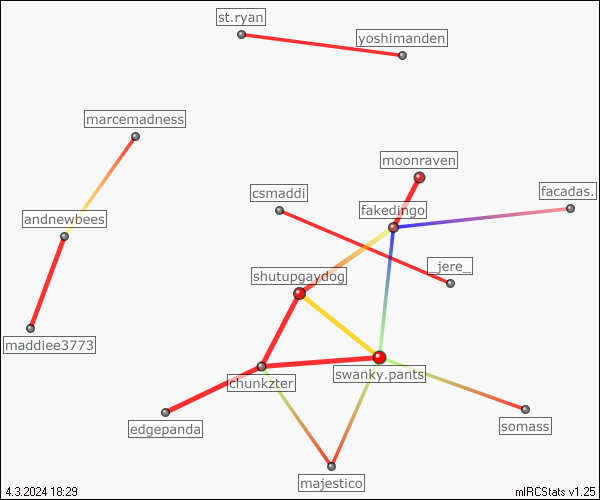 st.ryan
yoshimanden
marcemadness
moonraven
csmaddi
facadas.
fakedingo
andnewbees
_jere_
shutupgaydog
maddiee3773
swanky.pants
chunkzter
edgepanda
somass
majestico
4.3.2024 18:29
mIRCStats v1.25